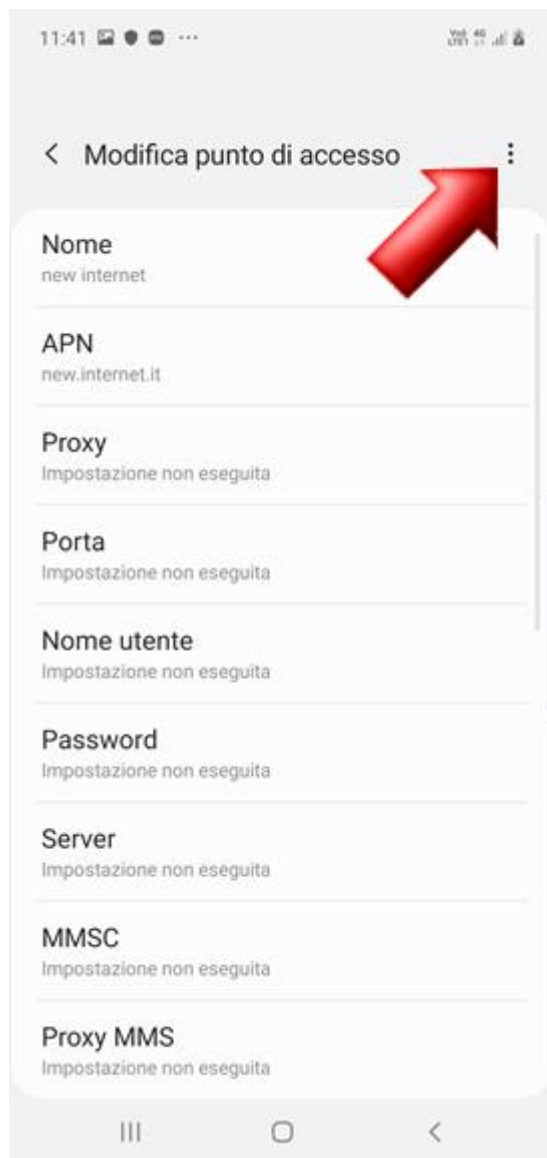 11:41
Modifica punto di accesso
Nome
new internet
APN
new.internet.it
Proxy
Impostazione non eseguita
Porta
Impostazione non eseguita
Nome utente
Impostazione non eseguita
Password
Impostazione non eseguita
Server
Impostazione non eseguita
MMSC
Impostazione non eseguita
Proxy MMS
Impostazione non eseguita